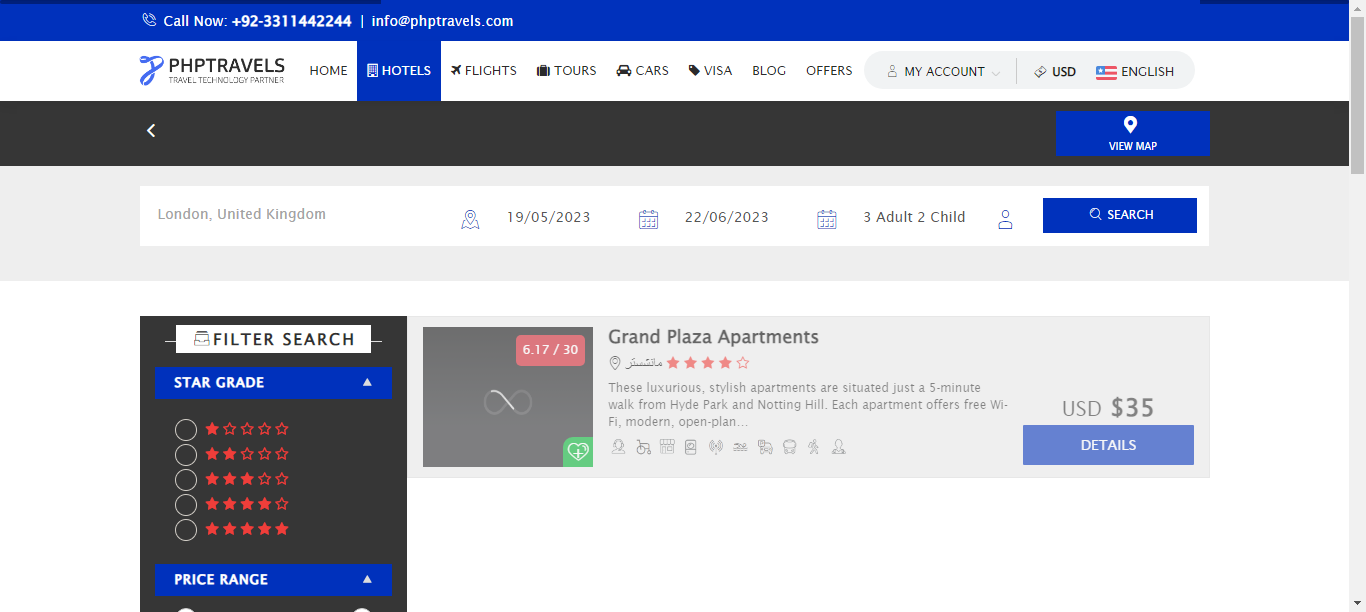 Call Now: +92-3311442244 | info@phptravels.com
PHPTRAVELS
TRAVEL TECHNOLOGY PARTNER
HOME HOTELS FLIGHTS TOURS CARS VISA BLOG OFFERS MY ACCOUNT USD ENGLISH
VIEW MAP
London, United Kingdom 19/05/2023 22/06/2023 3 Adult 2 Child SEARCH
FILTER SEARCH
STAR GRADE
PRICE RANGE
6.17 / 30
Grand Plaza Apartments
مانتشستر
These luxurious, stylish apartments are situated just a 5-minute
walk from Hyde Park and Notting Hill. Each apartment offers free Wi-
Fi, modern, open-plan...
USD $35
DETAILS